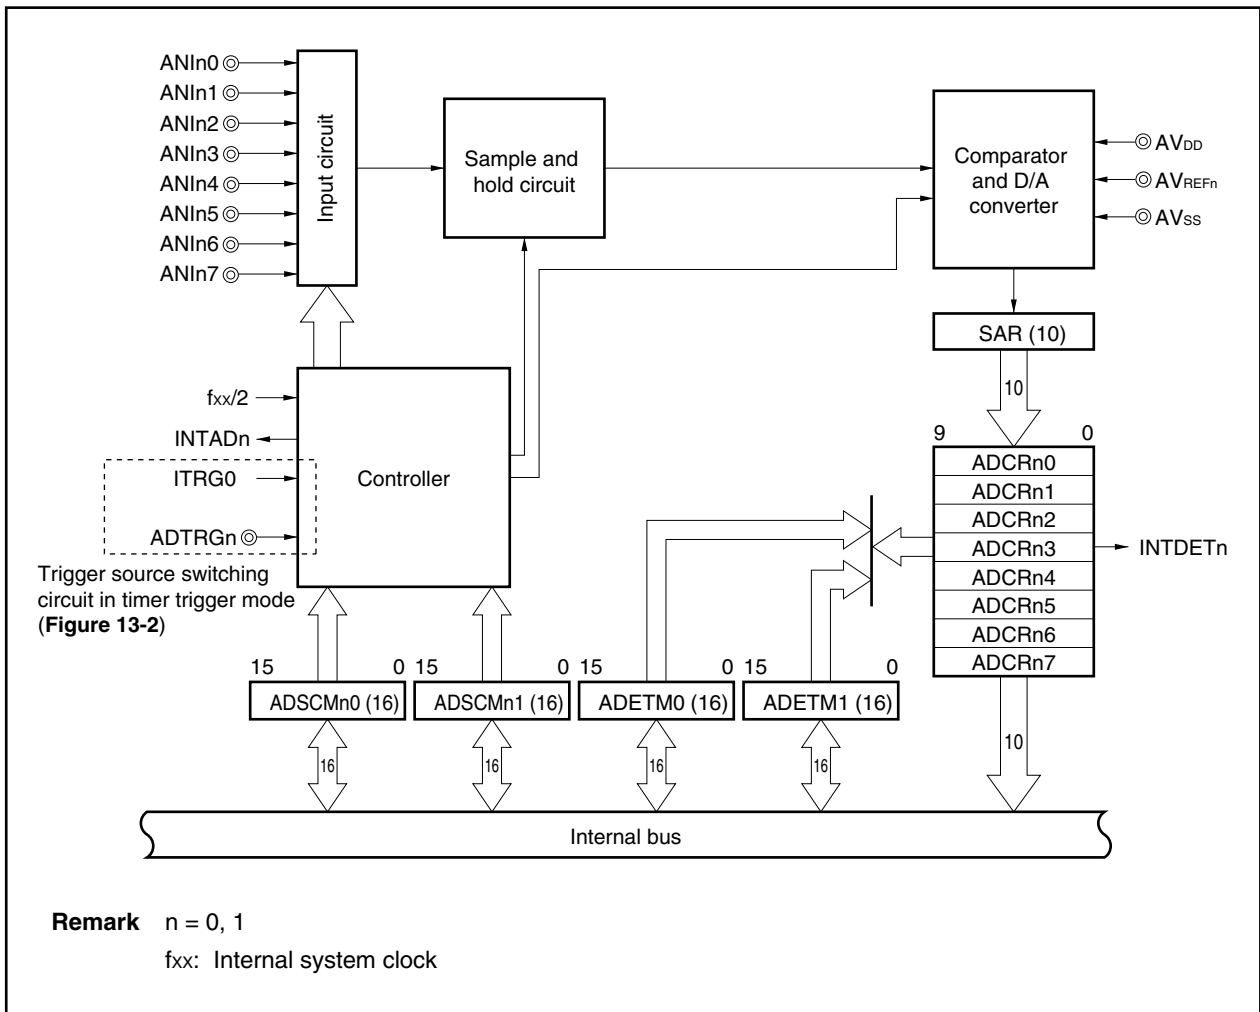 ANIn0
ANIn1
ANIn2
ANIn3
ANIn4
ANIn5
ANIn6
ANIn7
Input circuit
Sample and
hold circuit
Comparator
and D/A
converter
AVDD
AVREFn
AVSS
SAR (10)
10
9 0
ADCRn0
ADCRn1
ADCRn2
ADCRn3
ADCRn4
ADCRn5
ADCRn6
ADCRn7
INTDETn
fxx/2
INTADn
ITRG0
ADTRGn
Controller
Trigger source switching
circuit in timer trigger mode
(Figure 13-2)
15 0
ADSCMn0 (16)
15 0
ADSCMn1 (16)
15 0
ADETM0 (16)
15 0
ADETM1 (16)
16
16
16
16
10
Internal bus
Remark n = 0, 1
fxx: Internal system clock